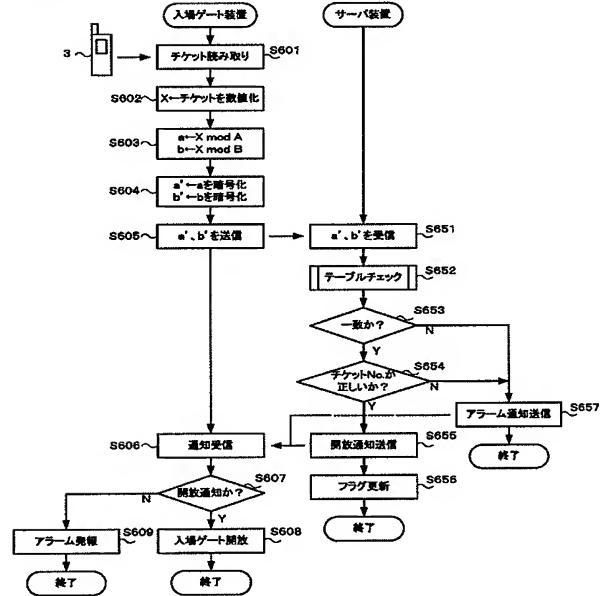 入場ゲート装置
サーバ装置
3
チケット読み取り
S601
S602
X←チケットを数値化
S603
a←X mod A
b←X mod B
S604
a'←aを暗号化
b'←bを暗号化
S605
a'、b'を送信
a'、b'を受信
S651
テーブルチェック
S652
一致か?
S653
N
Y
チケットNo.が
正しいか?
S654
N
Y
アラーム通知送信
S657
終了
S606
通知受信
開放通知送信
S655
開放通知か?
S607
N
Y
フラグ更新
S656
終了
アラーム発報
S609
入場ゲート開放
S608
終了
終了